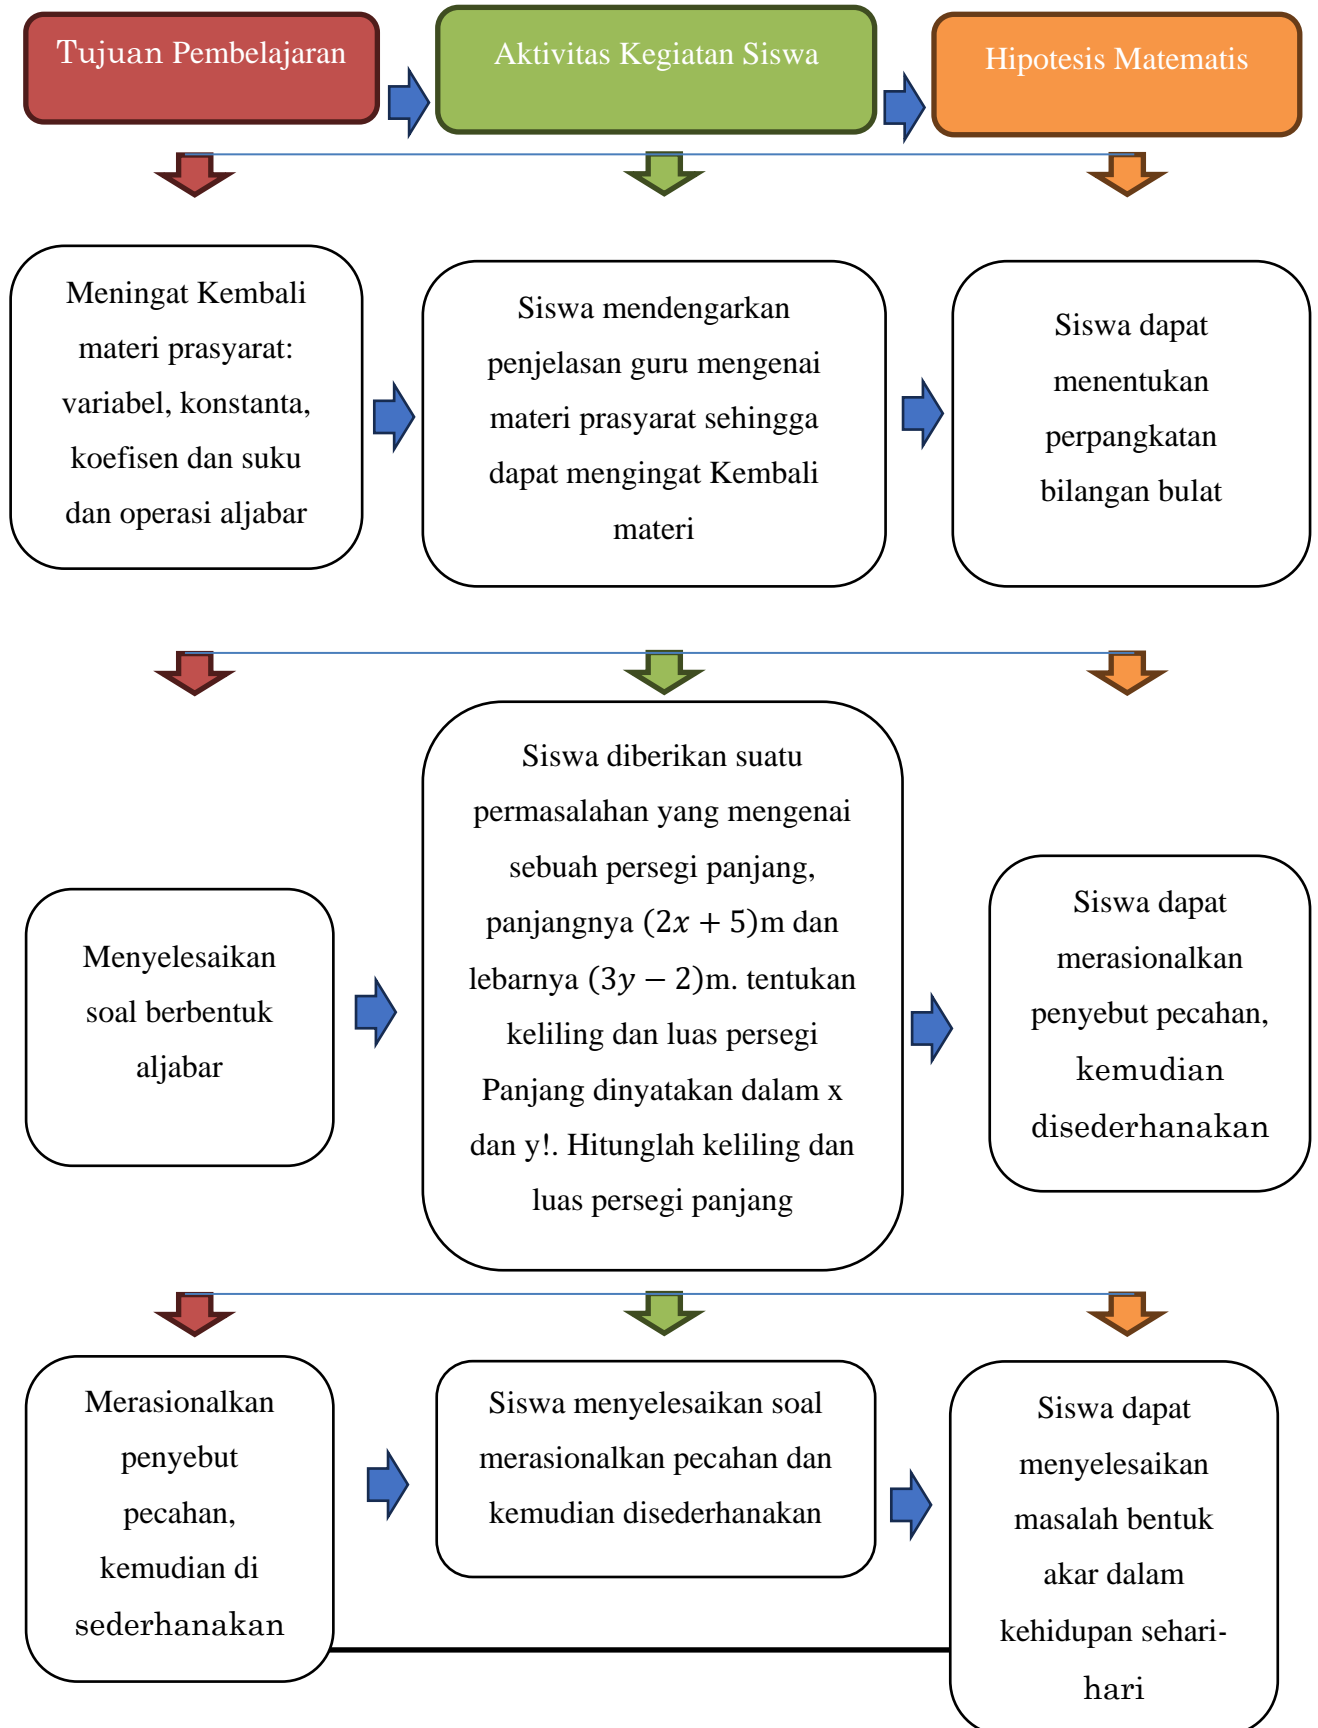 Tujuan Pembelajaran
Aktivitas Kegiatan Siswa
Hipotesis Matematis
Meningat Kembali
materi prasyarat:
variabel, konstanta,
koefisen dan suku
dan operasi aljabar
Siswa mendengarkan
penjelasan guru mengenai
materi prasyarat sehingga
dapat mengingat Kembali
materi
Siswa dapat
menentukan
perpangkatan
bilangan bulat
Menyelesaikan
soal berbentuk
aljabar
Siswa diberikan suatu
permasalahan yang mengenai
sebuah persegi panjang,
panjangnya (2x + 5)m dan
lebarnya (3y − 2)m. tentukan
keliling dan luas persegi
Panjang dinyatakan dalam x
dan y!. Hitunglah keliling dan
luas persegi panjang
Siswa dapat
merasionalkan
penyebut pecahan,
kemudian
disederhanakan
Merasionalkan
penyebut
pecahan,
kemudian di
sederhanakan
Siswa menyelesaikan soal
merasionalkan pecahan dan
kemudian disederhanakan
Siswa dapat
menyelesaikan
masalah bentuk
akar dalam
kehidupan sehari-
hari